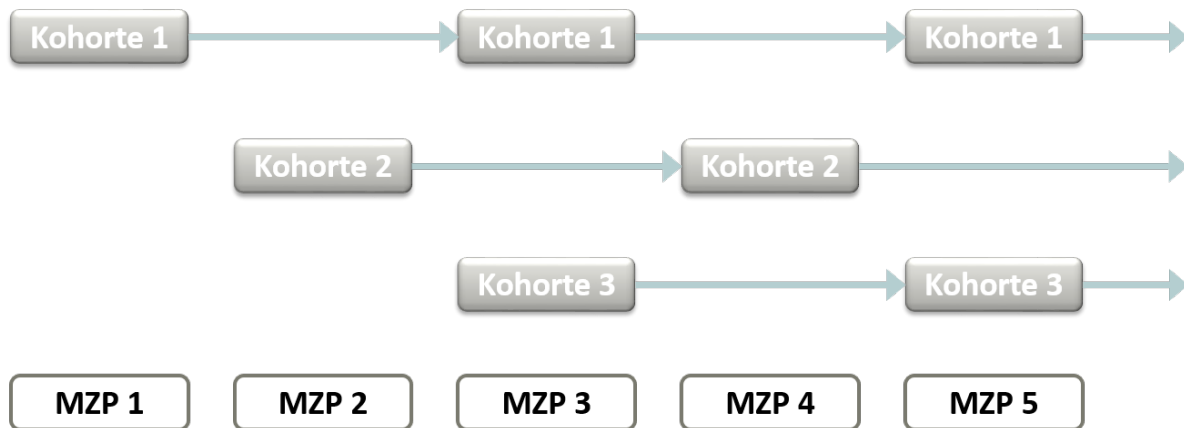 Kohorte 1 Kohorte 1 Kohorte 1
Kohorte 2 Kohorte 2
Kohorte 3 Kohorte 3
MZP 1 MZP 2 MZP 3 MZP 4 MZP 5